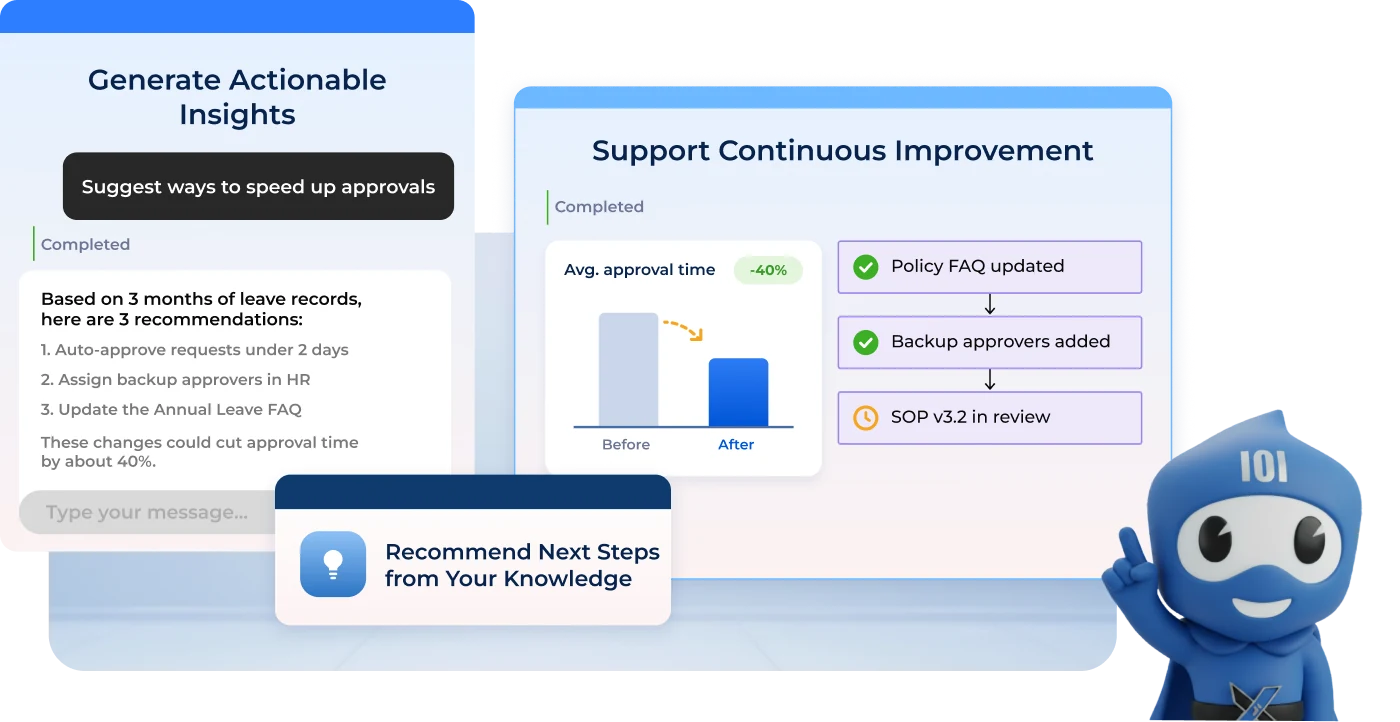 Generate Actionable
Insights
Suggest ways to speed up approvals
Completed
Based on 3 months of leave records,
here are 3 recommendations:
1. Auto-approve requests under 2 days
2. Assign backup approvers in HR
3. Update the Annual Leave FAQ
These changes could cut approval time
by about 40%.
Type your message...
Recommend Next Steps
from Your Knowledge
Support Continuous Improvement
Completed
Avg. approval time
-40%
Before
After
Policy FAQ updated
Backup approvers added
SOP v3.2 in review
101